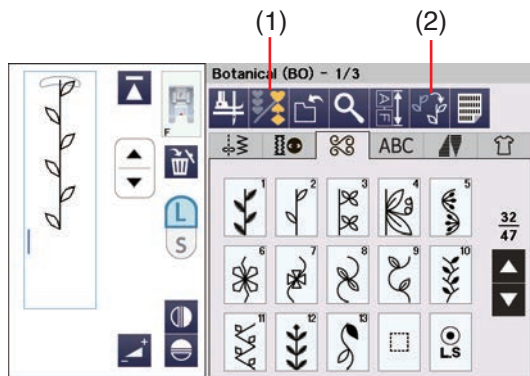 (1) (2)
Botanical (BO) – 1/3
F
ABC
L
S
1 2 3 4 5
32
47
6 7 8 9 10
11 12 13
L.S